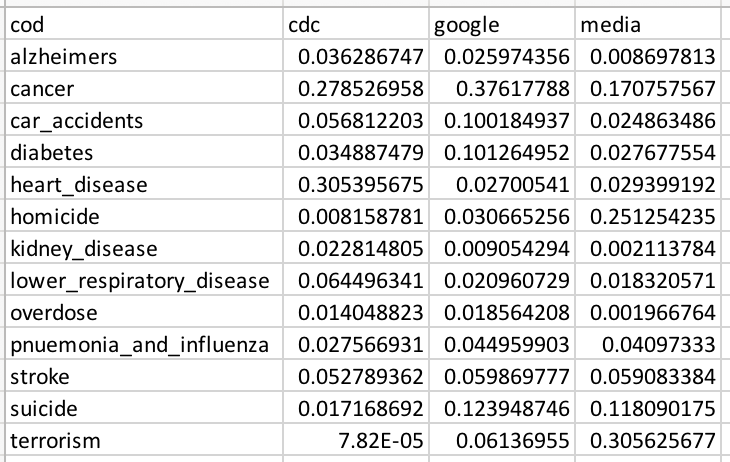 cod cdc google media
alzheimers 0.036286747 0.025974356 0.008697813
cancer 0.278526958 0.37617788 0.170757567
car_accidents 0.056812203 0.100184937 0.024863486
diabetes 0.034887479 0.101264952 0.027677554
heart_disease 0.305395675 0.02700541 0.029399192
homicide 0.008158781 0.030665256 0.251254235
kidney_disease 0.022814805 0.009054294 0.002113784
lower_respiratory_disease 0.064496341 0.020960729 0.018320571
overdose 0.014048823 0.018564208 0.001966764
pnuemonia_and_influenza 0.027566931 0.044959903 0.04097333
stroke 0.052789362 0.059869777 0.059083384
suicide 0.017168692 0.123948746 0.118090175
terrorism 7.82E-05 0.06136955 0.305625677